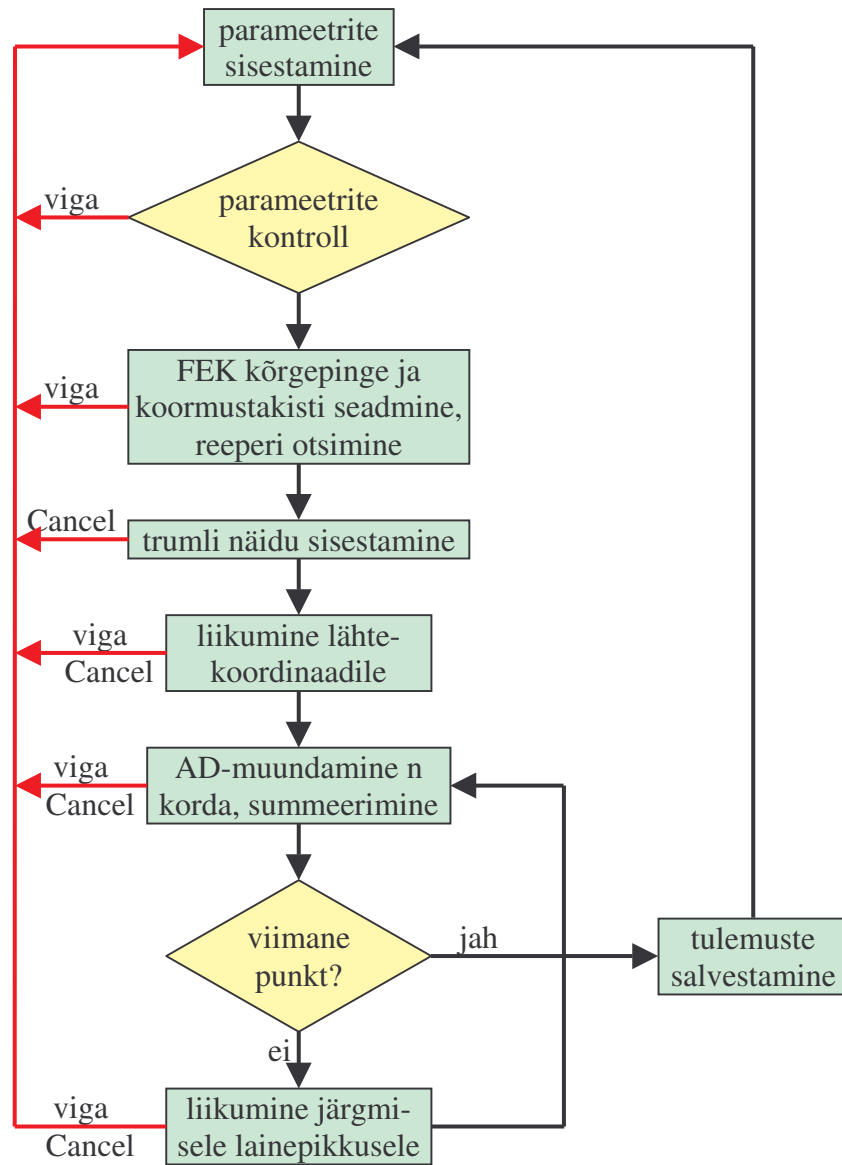 parameetrite
sisestamine
viga
parameetrite
kontroll
viga
FEK kõrgepinge ja
koormustakisti seadmine,
reeperi otsimine
Cancel
trumli näidu sisestamine
viga
Cancel
liikumine lähte-
koordinaadile
viga
Cancel
AD-muundamine n
korda, summeerimine
viimane
punkt?
jah
tulemuste
salvestamine
ei
viga
Cancel
liikumine järgmi-
sele lainepikkusele